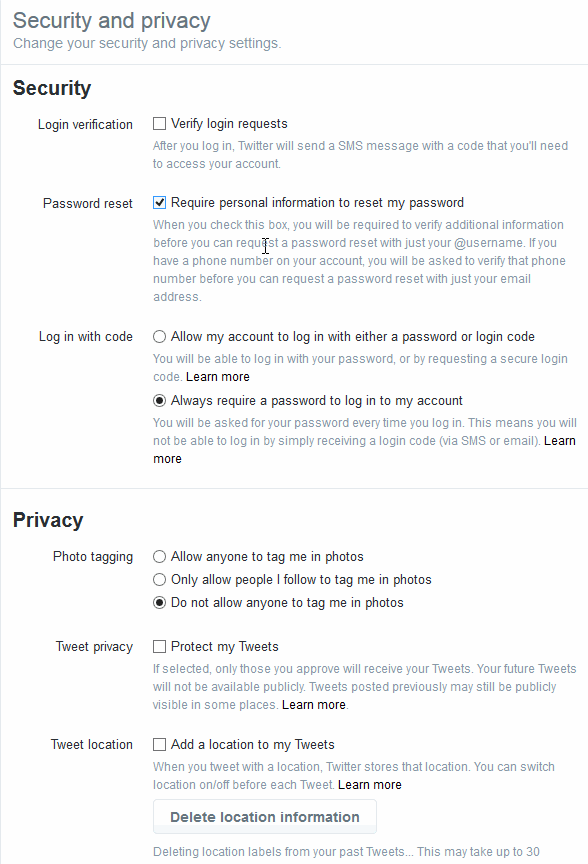 Security and privacy
Change your security and privacy settings.
Security
Login verification
Verify login requests
After you log in, Twitter will send a SMS message with a code that you'll need
to access your account.
Password reset
Require personal information to reset my password
When you check this box, you will be required to verify additional information
before you can request a password reset with just your @username. If you
have a phone number on your account, you will be asked to verify that phone
number before you can request a password reset with just your email
address.
Log in with code
Allow my account to log in with either a password or login code
You will be able to log in with your password, or by requesting a secure login
code. Learn more
Always require a password to log in to my account
You will be asked for your password every time you log in. This means you will
not be able to log in by simply receiving a login code (via SMS or email). Learn
more
Privacy
Photo tagging
Allow anyone to tag me in photos
Only allow people I follow to tag me in photos
Do not allow anyone to tag me in photos
Tweet privacy
Protect my Tweets
If selected, only those you approve will receive your Tweets. Your future Tweets
will not be available publicly. Tweets posted previously may still be publicly
visible in some places. Learn more.
Tweet location
Add a location to my Tweets
When you tweet with a location, Twitter stores that location. You can switch
location on/off before each Tweet. Learn more
Delete location information
Deleting location labels from your past Tweets... This may take up to 30